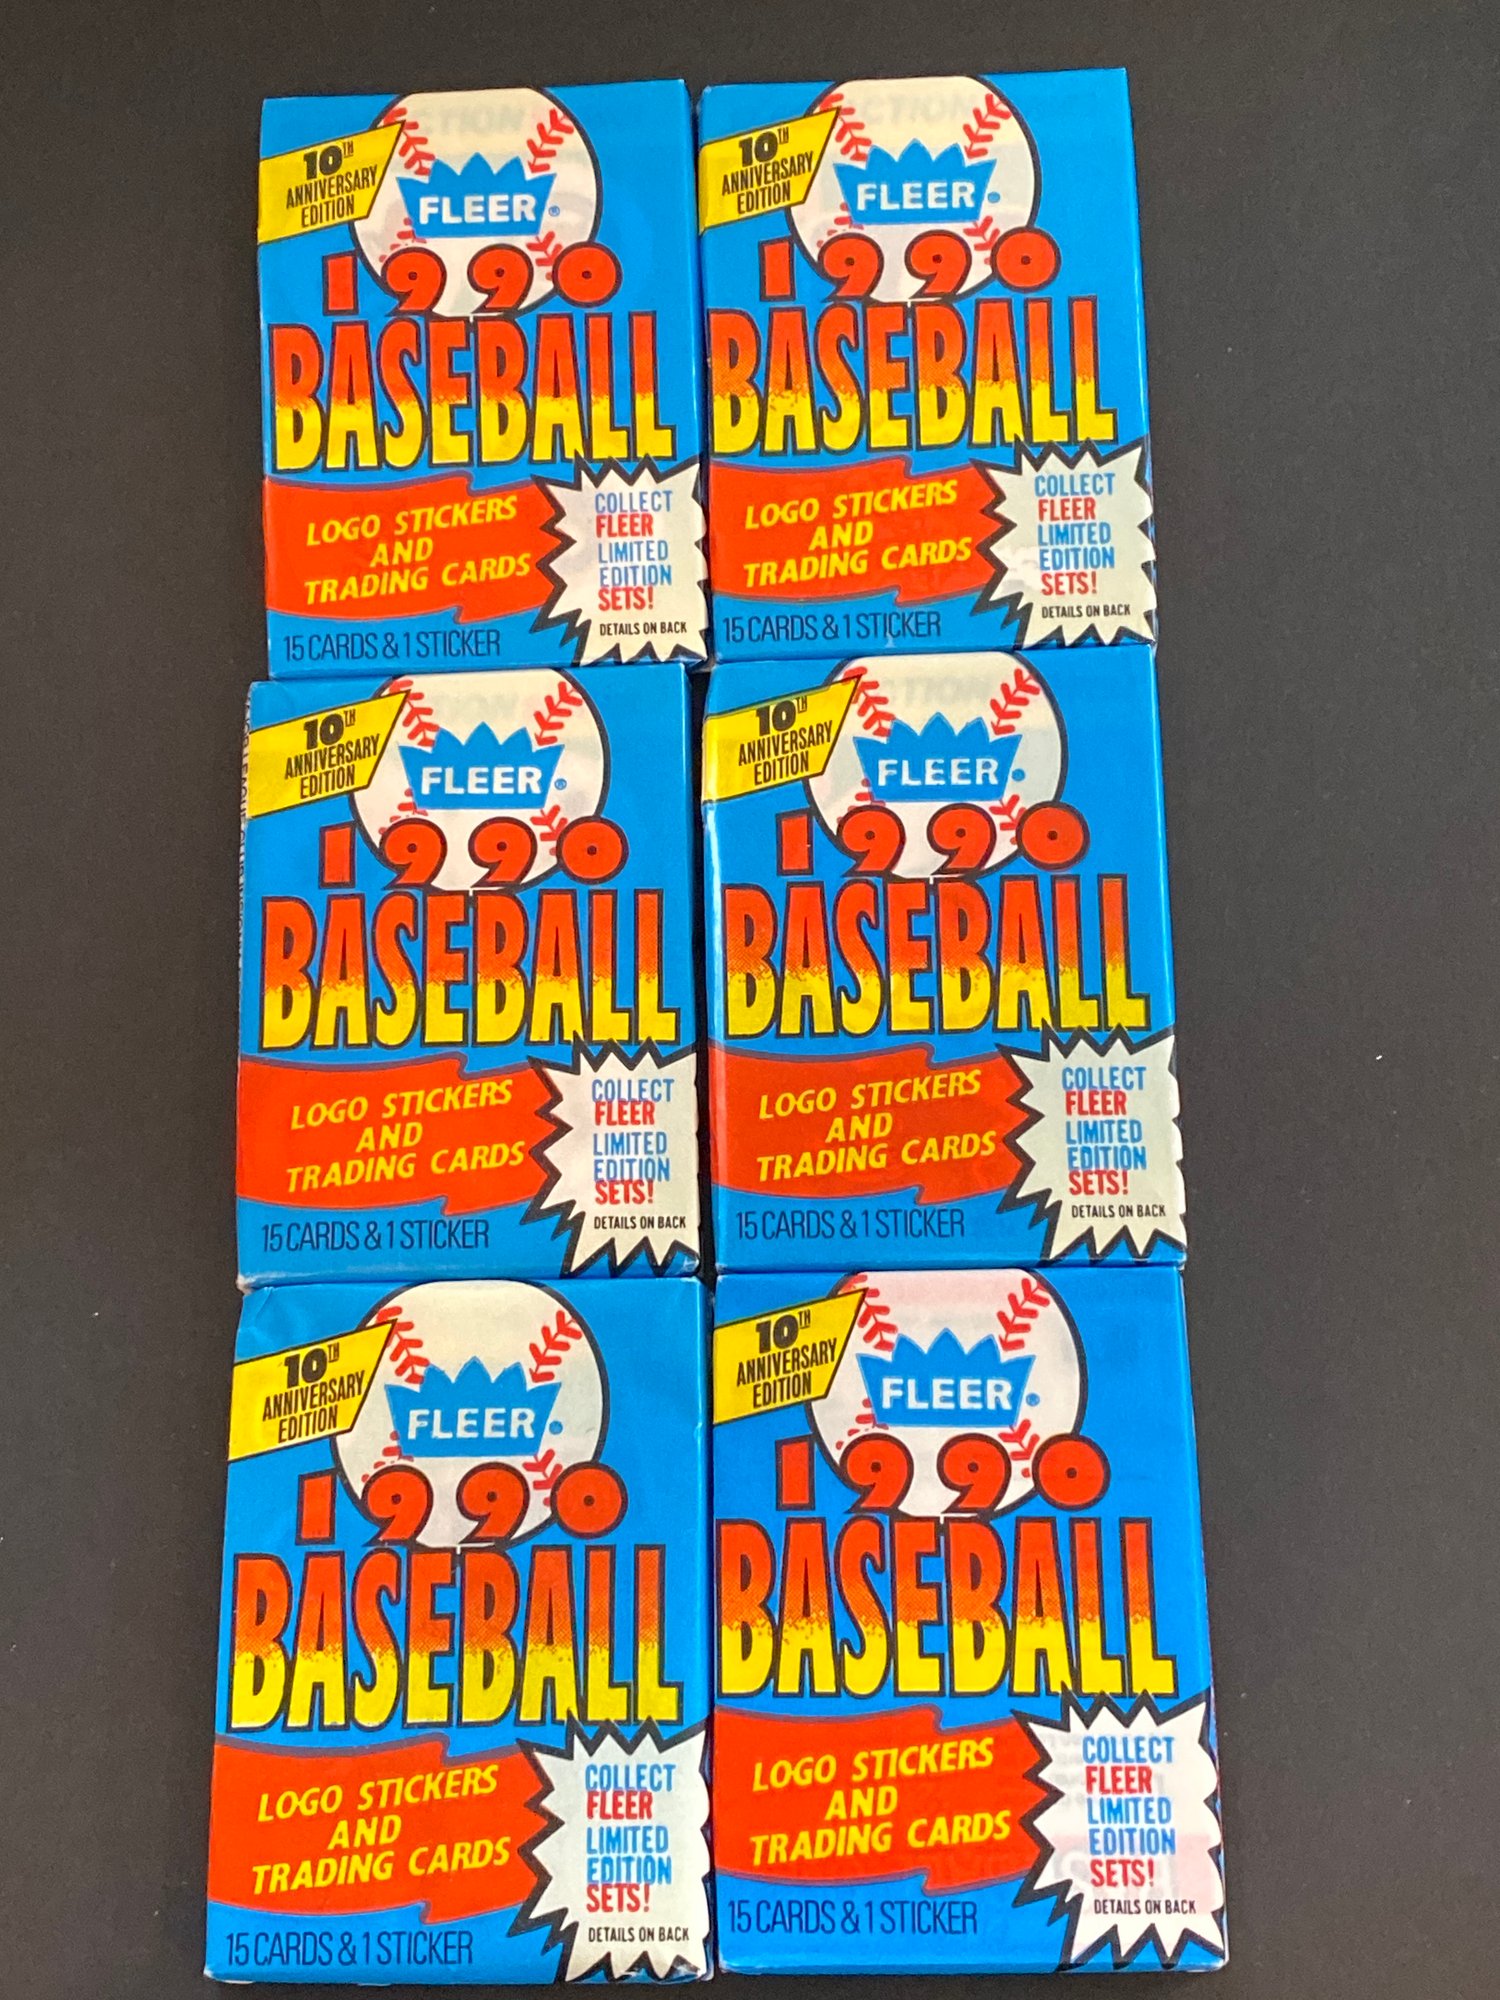 10TH
ANNIVERSARY
EDITION
FLEER®
1990
BASEBALL
LOGO STICKERS
AND
TRADING CARDS
COLLECT
FLEER
LIMITED
EDITION
SETS!
DETAILS ON BACK
15 CARDS & 1 STICKER
10TH
ANNIVERSARY
EDITION
FLEER®
1990
BASEBALL
LOGO STICKERS
AND
TRADING CARDS
COLLECT
FLEER
LIMITED
EDITION
SETS!
DETAILS ON BACK
15 CARDS & 1 STICKER
10TH
ANNIVERSARY
EDITION
FLEER®
1990
BASEBALL
LOGO STICKERS
AND
TRADING CARDS
COLLECT
FLEER
LIMITED
EDITION
SETS!
DETAILS ON BACK
15 CARDS & 1 STICKER
10TH
ANNIVERSARY
EDITION
FLEER®
1990
BASEBALL
LOGO STICKERS
AND
TRADING CARDS
COLLECT
FLEER
LIMITED
EDITION
SETS!
DETAILS ON BACK
15 CARDS & 1 STICKER
10TH
ANNIVERSARY
EDITION
FLEER®
1990
BASEBALL
LOGO STICKERS
AND
TRADING CARDS
COLLECT
FLEER
LIMITED
EDITION
SETS!
DETAILS ON BACK
15 CARDS & 1 STICKER
10TH
ANNIVERSARY
EDITION
FLEER®
1990
BASEBALL
LOGO STICKERS
AND
TRADING CARDS
COLLECT
FLEER
LIMITED
EDITION
SETS!
DETAILS ON BACK
15 CARDS & 1 STICKER